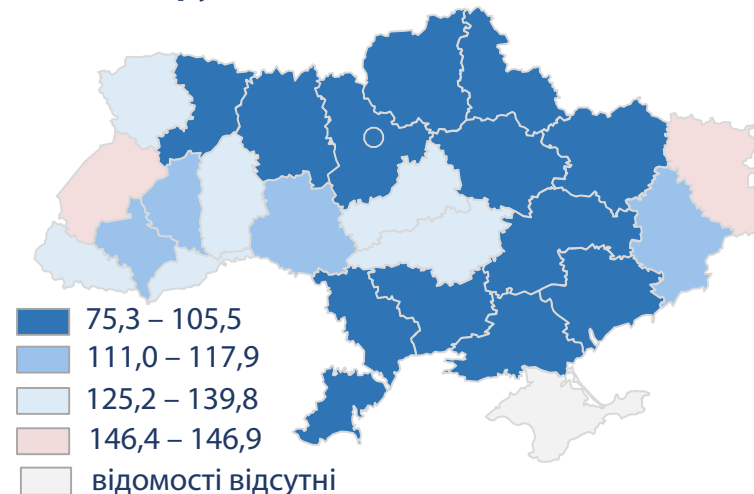 75,3 – 105,5
111,0 – 117,9
125,2 – 139,8
146,4 – 146,9
відомості відсутні